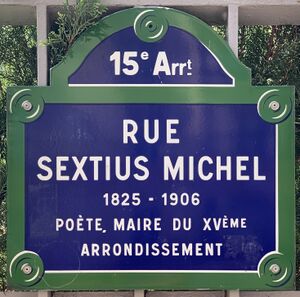 15e Arrt
RUE
SEXTIUS MICHEL
1825 - 1906
POÈTE, MAIRE DU XVÈME
ARRONDISSEMENT